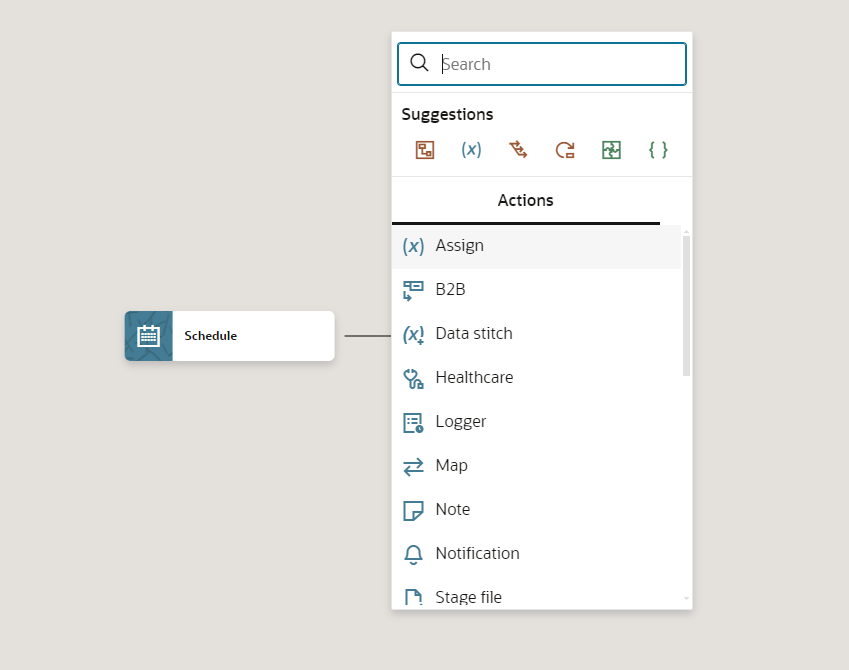 Search
Suggestions
(x)
{ }
Actions
(x) Assign
B2B
(x) Data stitch
Healthcare
Schedule
Logger
Map
Note
Notification
Stage file